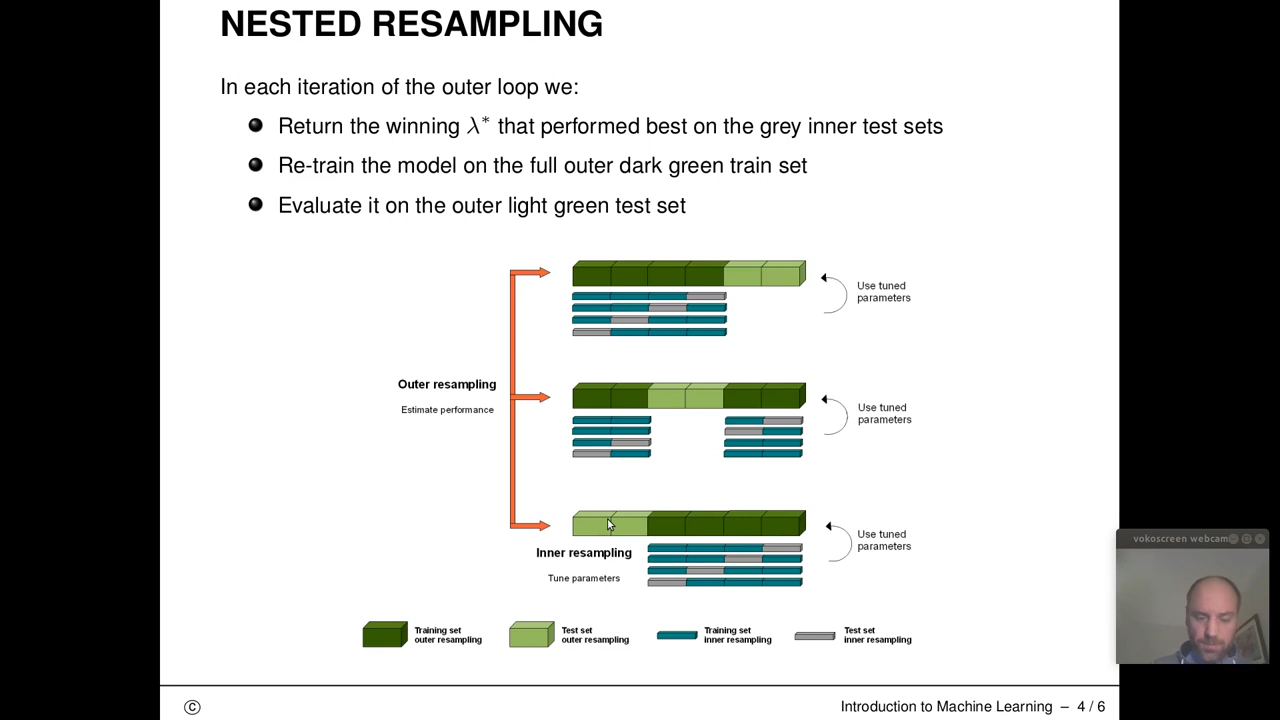 NESTED RESAMPLING
In each iteration of the outer loop we:
Return the winning λ* that performed best on the grey inner test sets
Re-train the model on the full outer dark green train set
Evaluate it on the outer light green test set
Use tuned
parameters
Outer resampling
Estimate performance
Use tuned
parameters
Use tuned
parameters
Inner resampling
Tune parameters
Training set
outer resampling
Test set
outer resampling
Training set
inner resampling
Test set
inner resampling
vokoscreen webcam
© Introduction to Machine Learning – 4 / 6